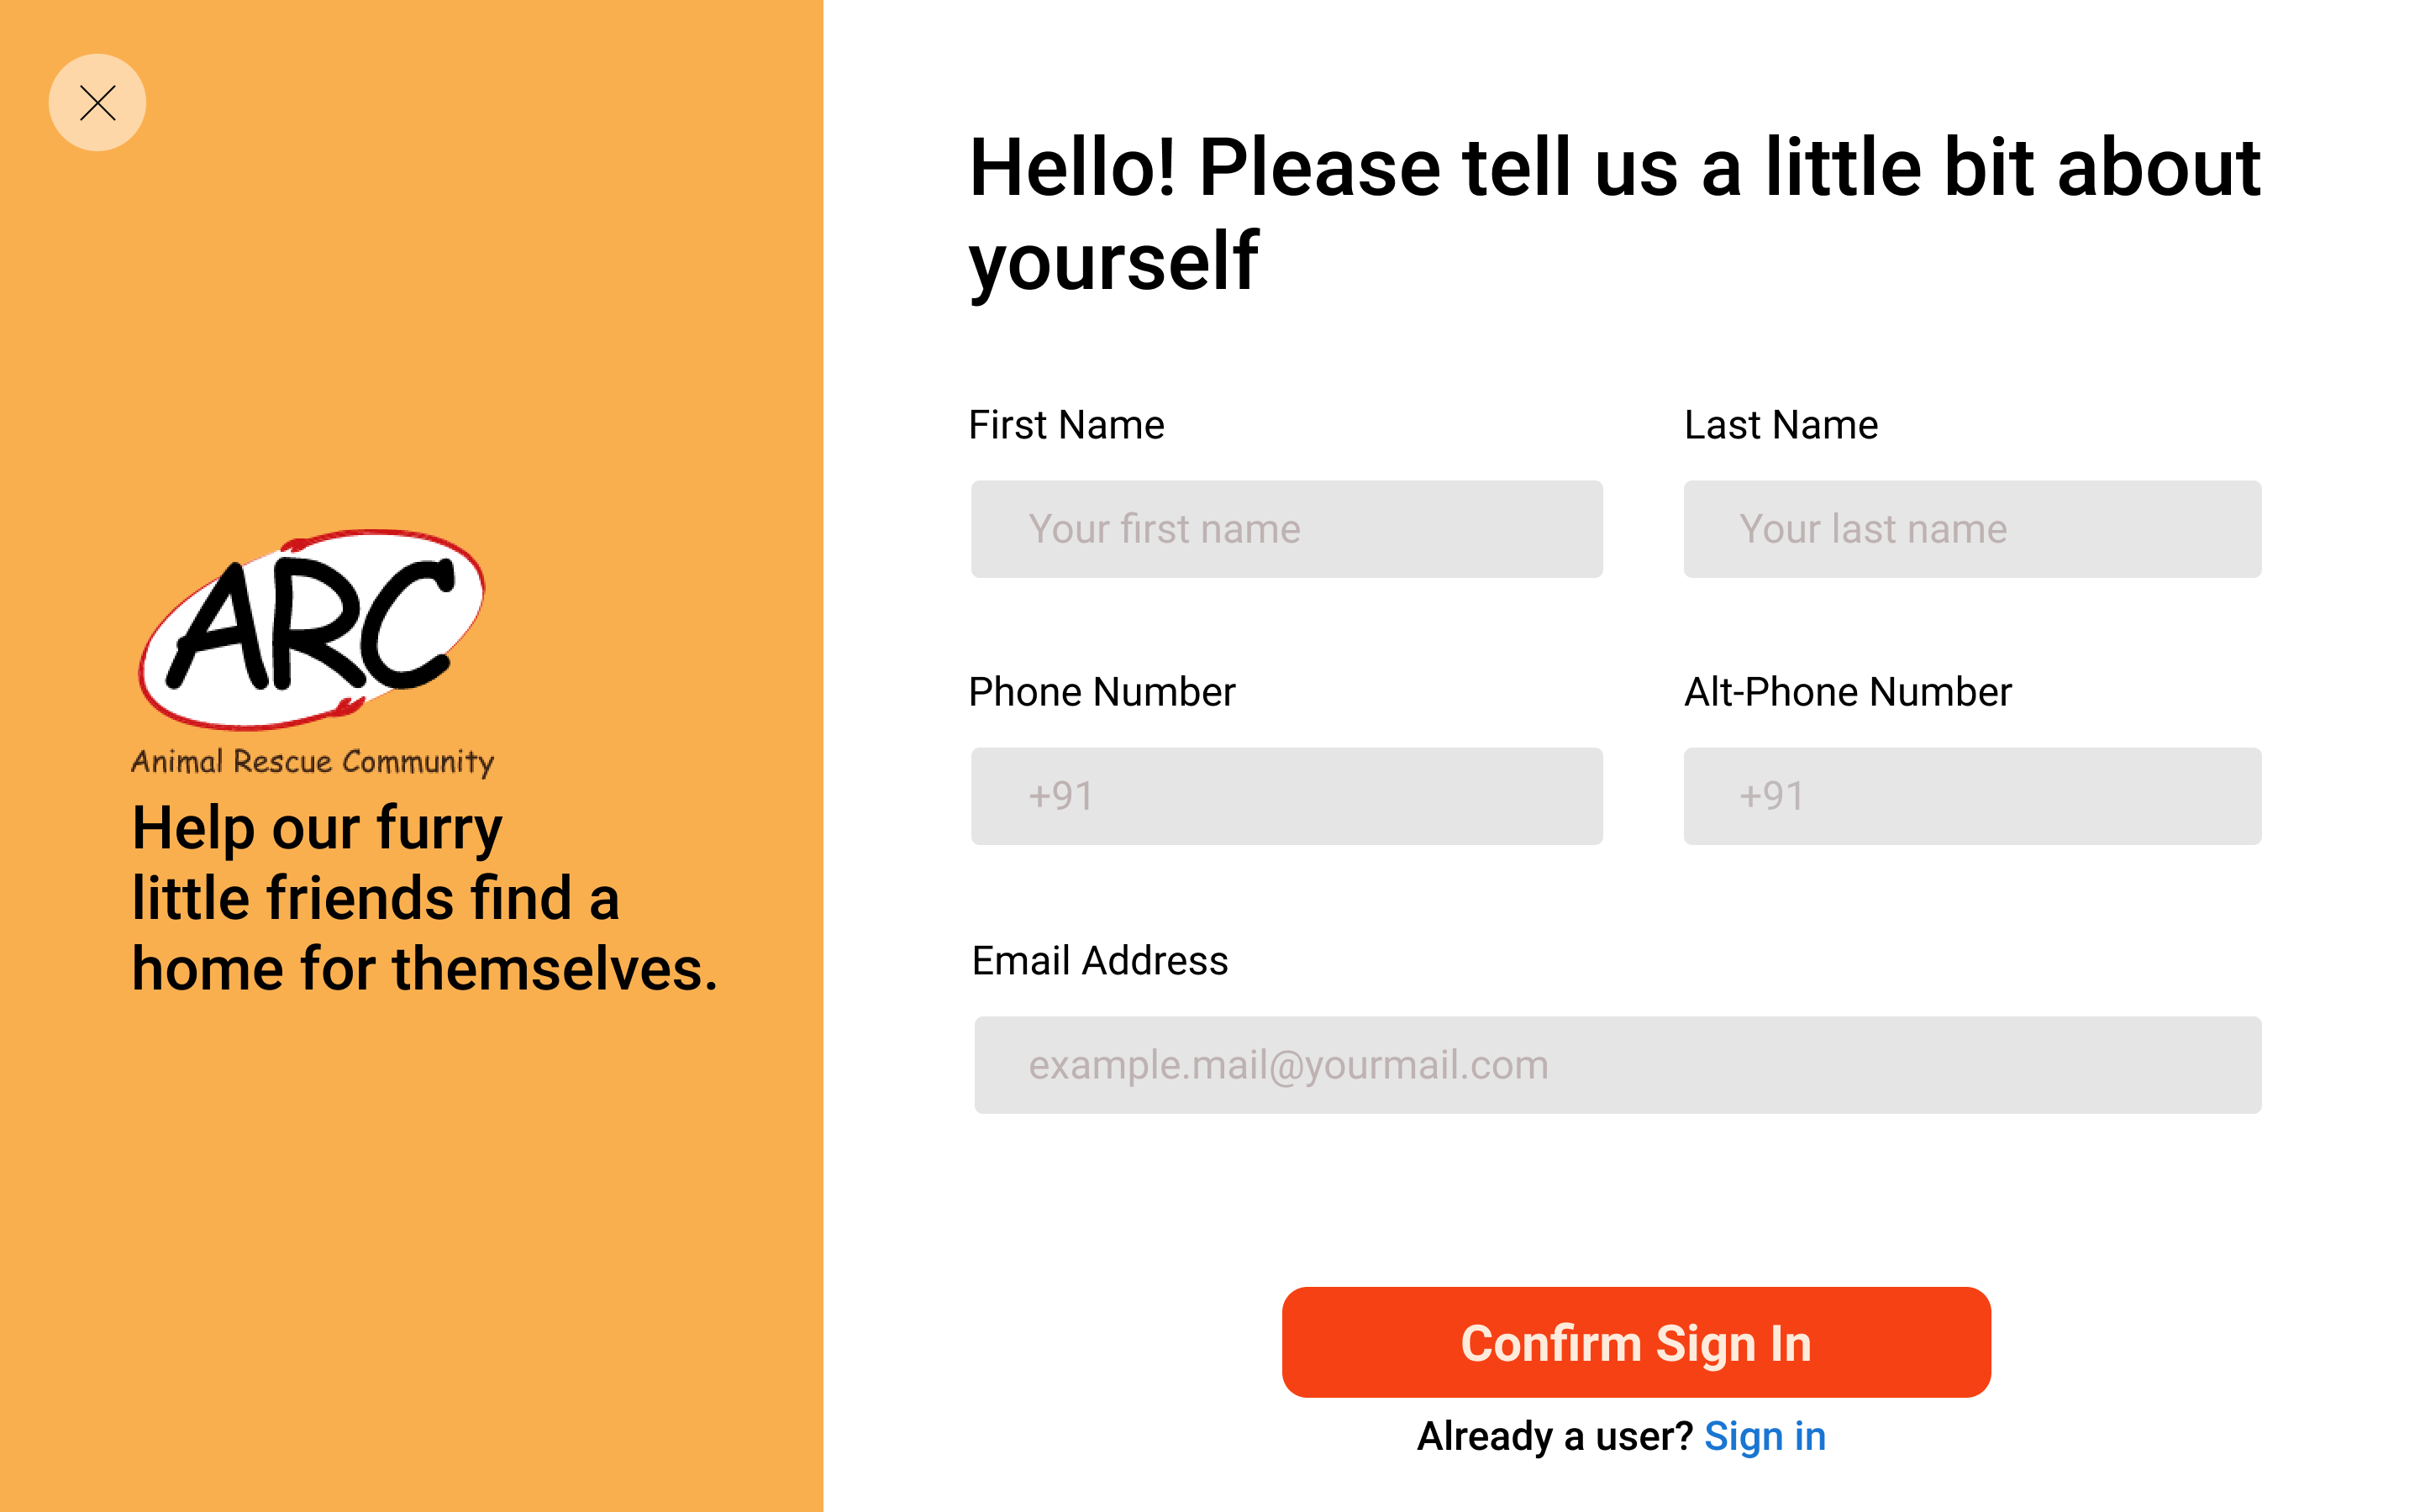 ARC
Animal Rescue Community
Help our furry
little friends find a
home for themselves.
Hello! Please tell us a little bit about
yourself
First Name
Last Name
Your first name
Your last name
Phone Number
Alt-Phone Number
+91
+91
Email Address
example.mail@yourmail.com
Confirm Sign In
Already a user? Sign in